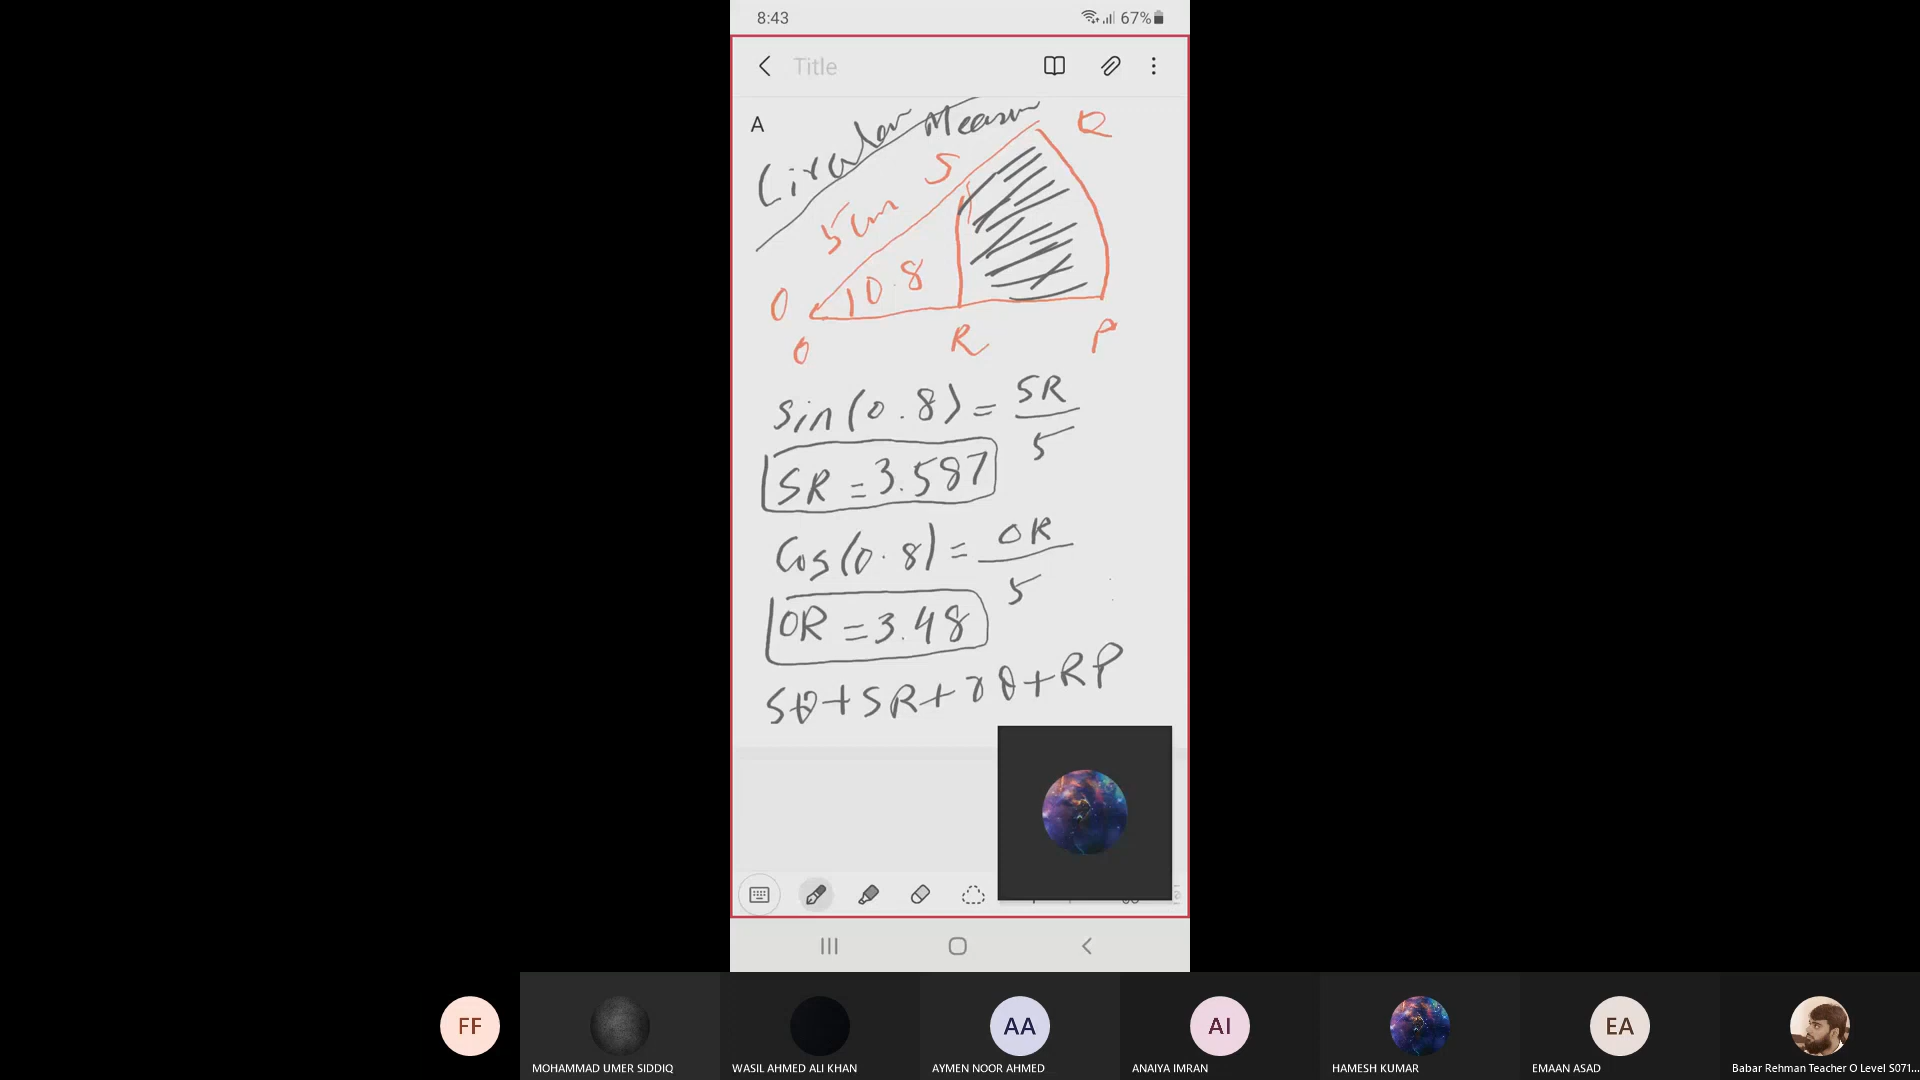 8:43
67%
Title
A
Circular Measure
Q
S
5cm
0.8
O
O
R
P
sin(0.8) = SR/5
SR = 3.587
Cos(0.8) = OR/5
OR = 3.48
SQ + SR + rθ + RP
FF
AA
AI
EA
MOHAMMAD UMER SIDDIQ
WASIL AHMED ALI KHAN
AYMEN NOOR AHMED
ANAIYA IMRAN
HAMESH KUMAR
EMAAN ASAD
Babar Rehman Teacher O Level S071...